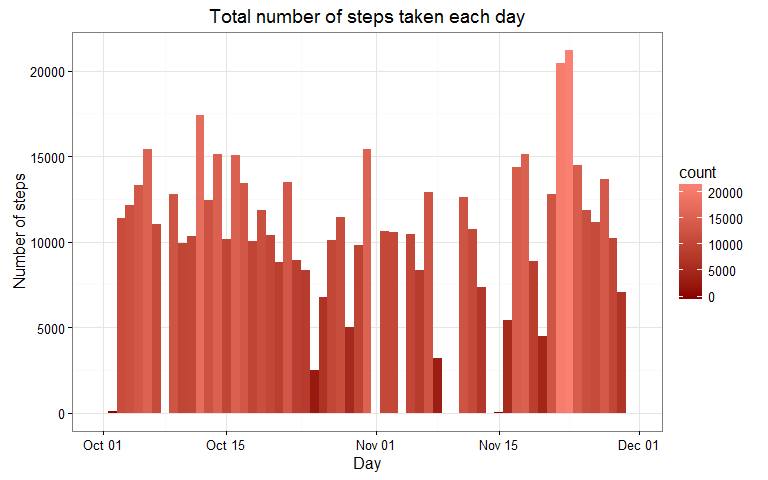 Total number of steps taken each day
Number of steps
20000
15000
10000
5000
0
Oct 01 Oct 15 Nov 01 Nov 15 Dec 01
Day
count
20000
15000
10000
5000
0